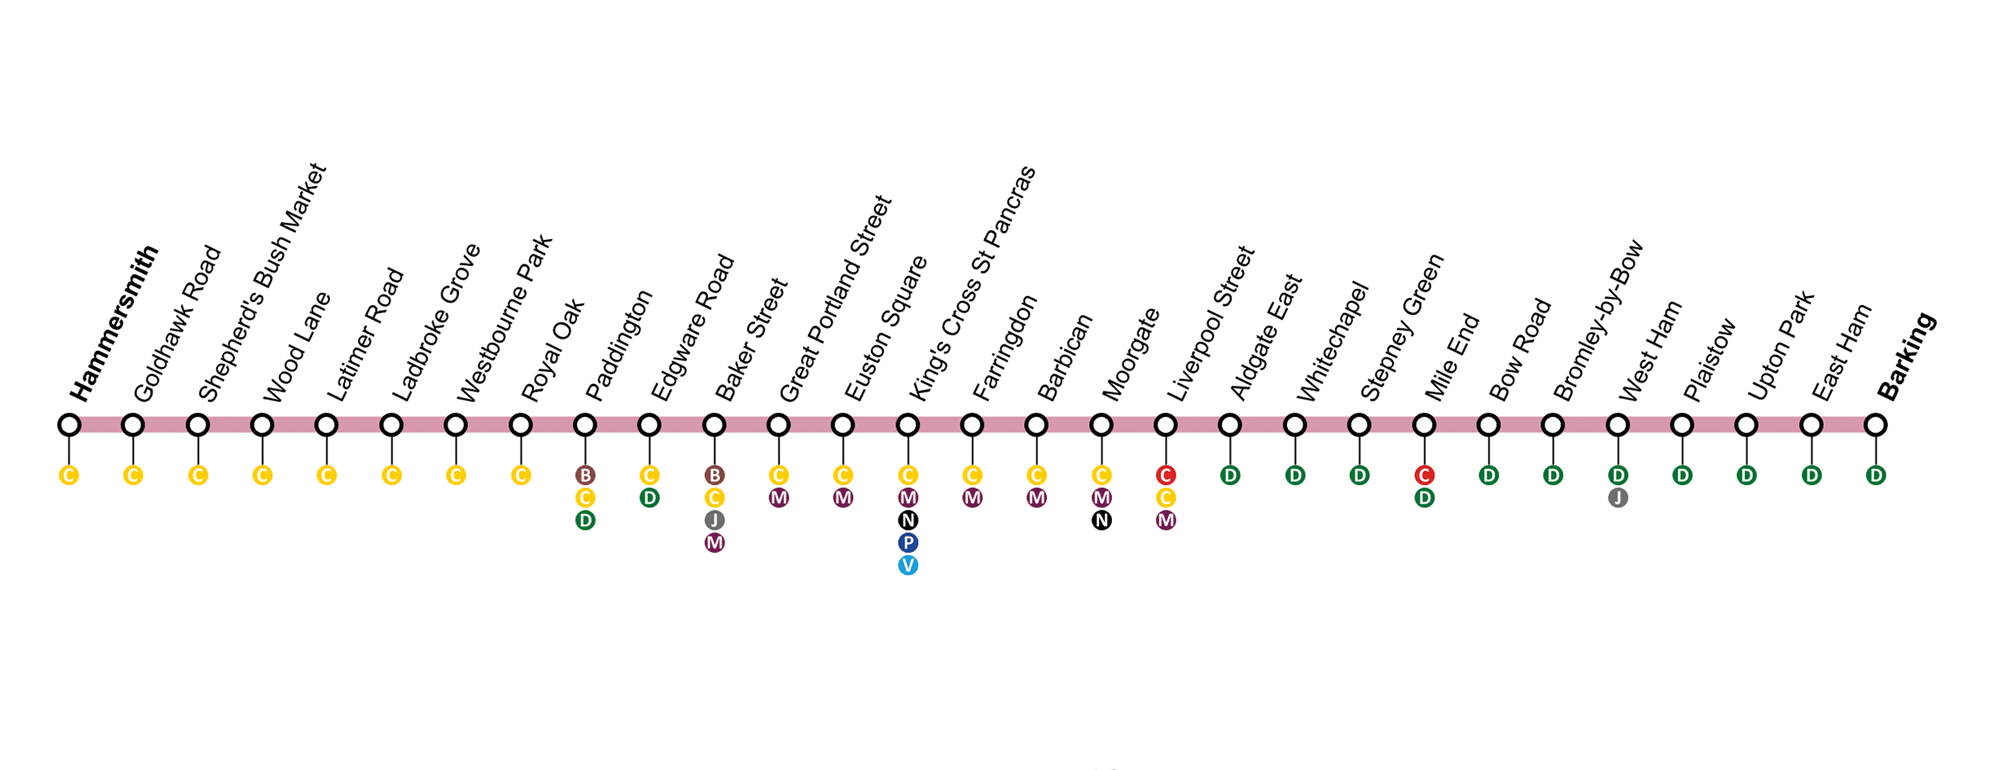 Hammersmith
Goldhawk Road
Shepherd's Bush Market
Wood Lane
Latimer Road
Ladbroke Grove
Westbourne Park
Royal Oak
Paddington
Edgware Road
Baker Street
Great Portland Street
Euston Square
King's Cross St Pancras
Farringdon
Barbican
Moorgate
Liverpool Street
Aldgate East
Whitechapel
Stepney Green
Mile End
Bow Road
Bromley-by-Bow
West Ham
Plaistow
Upton Park
East Ham
Barking
C C C C C C C C B C B C C C C C C C D D D C D D D D D D D
C D C M M M M M M C D J
D J N N M
M P
V